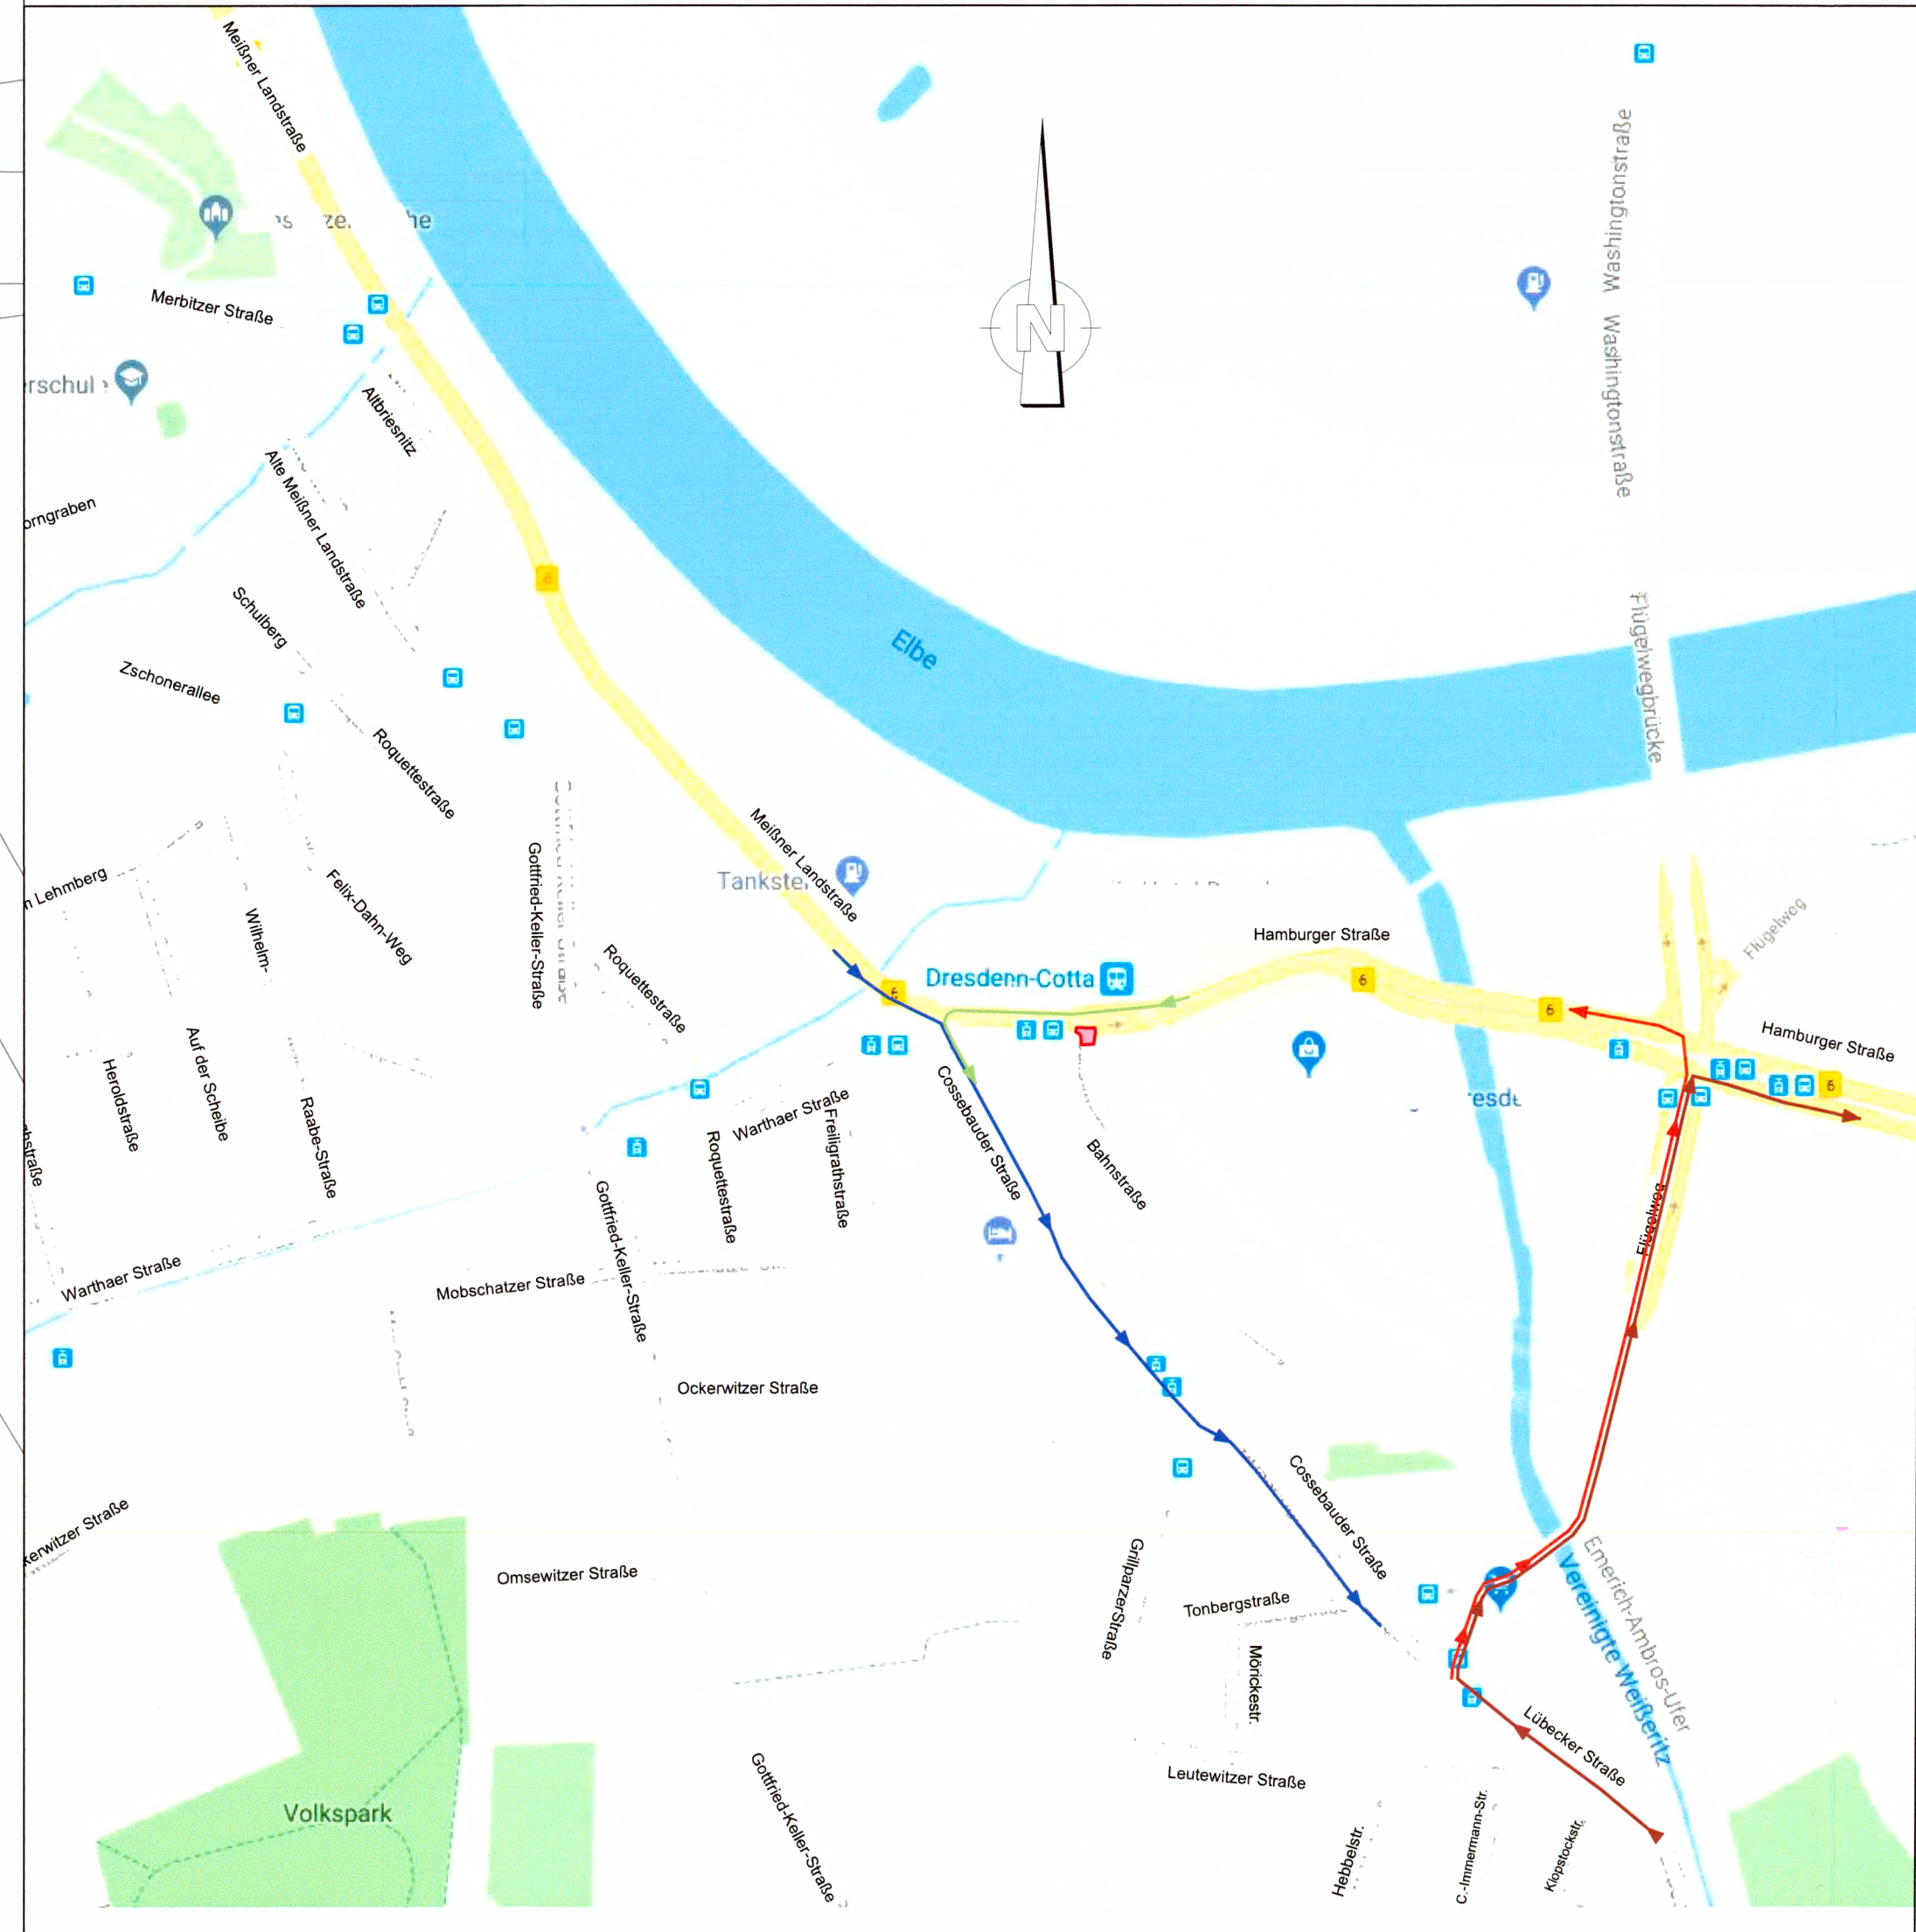 Meißner Landstraße
Washingtonstraße
Washingtonstraße
N
Merbitzer Straße
Altbriesnitz
Alte Meißner Landstraße
6
Schulberg
Flügelwegbrücke
Elbe
Zschonerallee
Roquettestraße
Meißner Landstraße
Gottfried-Keller-Straße
Felix-Dahn-Weg
Lehmberg
Wilhelm-
Flügelweg
Hamburger Straße
Roquettestraße
Dresdenn-Cotta
6
6
6
Hamburger Straße
Auf der Scheibe
Heroldstraße
Raabe-Straße
6
Warthaer Straße
Cossebauder Straße
Freiligrathstraße
Roquettestraße
Bahnstraße
Flügelweg
Gottfried-Keller-Straße
Warthaer Straße
Mobschatzer Straße
Ockerwitzer Straße
Cossebauder Straße
Straße
Omsewitzer Straße
GrillparzerStraße
Tonbergstraße
Emerich-Ambros-Ufer
Vereinigte Weißeritz
Mörickestr.
Lübecker Straße
Leutewitzer Straße
Volkspark
Gottfried-Keller-Straße
Hebbelstr.
C.-Immermann-Str.
Klopstockstr.